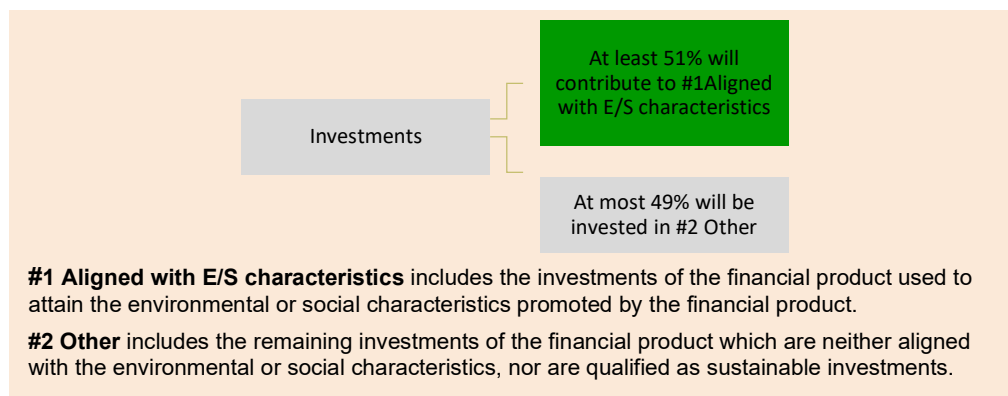 At least 51% will
contribute to #1Aligned
with E/S characteristics
Investments
At most 49% will be
invested in #2 Other
#1 Aligned with E/S characteristics includes the investments of the financial product used to
attain the environmental or social characteristics promoted by the financial product.
#2 Other includes the remaining investments of the financial product which are neither aligned
with the environmental or social characteristics, nor are qualified as sustainable investments.